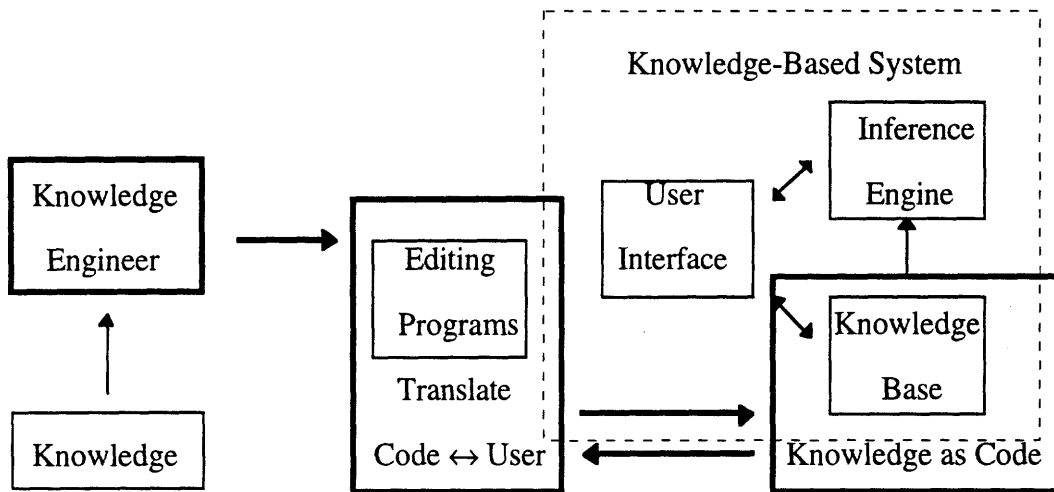 Knowledge-Based System
Inference
Engine
User
Interface
Knowledge
Engineer
Editing
Programs
Translate
Code ↔ User
Knowledge
Base
Knowledge as Code
Knowledge